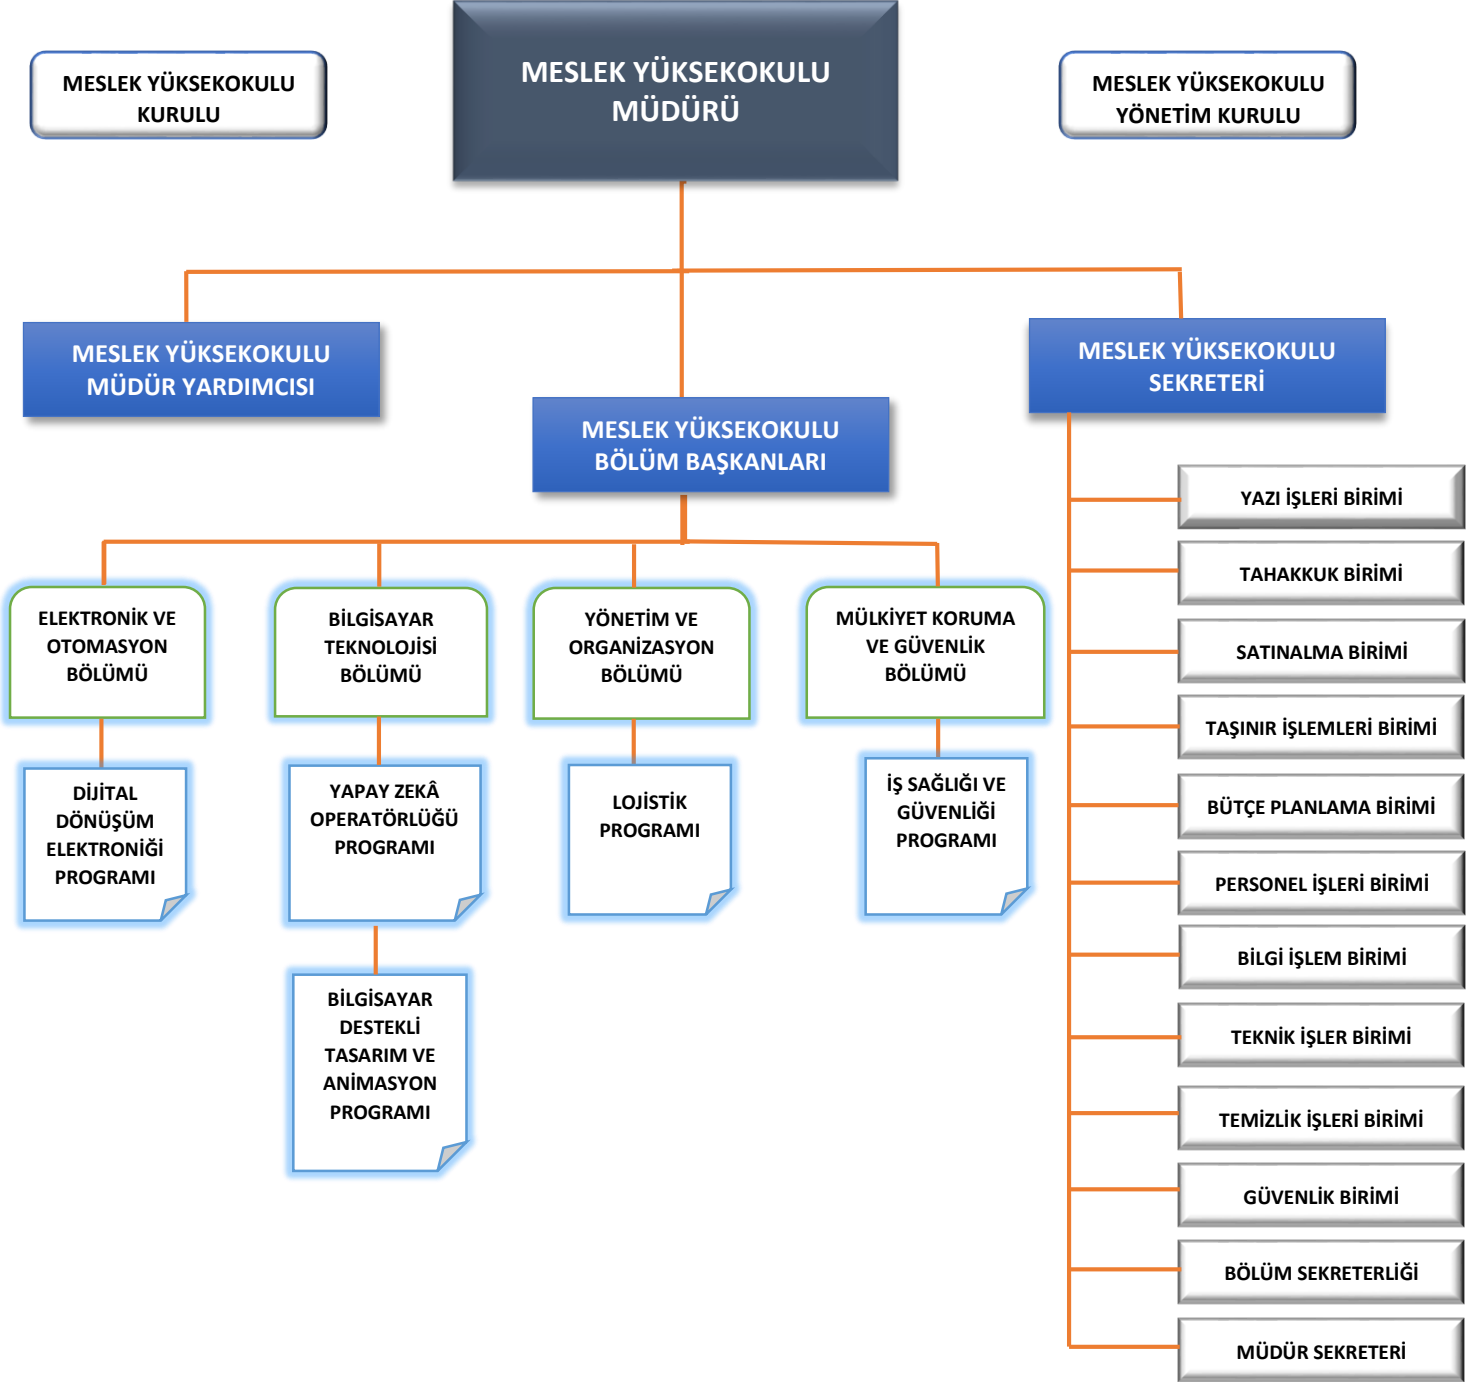 MESLEK YÜKSEKOKULU
KURULU
MESLEK YÜKSEKOKULU
MÜDÜRÜ
MESLEK YÜKSEKOKULU
YÖNETİM KURULU
MESLEK YÜKSEKOKULU
MÜDÜR YARDIMCISI
MESLEK YÜKSEKOKULU
BÖLÜM BAŞKANLARI
MESLEK YÜKSEKOKULU
SEKRETERİ
ELEKTRONİK VE
OTOMASYON
BÖLÜMÜ
BİLGİSAYAR
TEKNOLOJİSİ
BÖLÜMÜ
YÖNETİM VE
ORGANİZASYON
BÖLÜMÜ
MÜLKİYET KORUMA
VE GÜVENLİK
BÖLÜMÜ
DİJİTAL
DÖNÜŞÜM
ELEKTRONİĞİ
PROGRAMI
YAPAY ZEKÂ
OPERATÖRLÜĞÜ
PROGRAMI
LOJİSTİK
PROGRAMI
İŞ SAĞLIĞI VE
GÜVENLİĞİ
PROGRAMI
BİLGİSAYAR
DESTEKLİ
TASARIM VE
ANİMASYON
PROGRAMI
YAZI İŞLERİ BİRİMİ
TAHAKKUK BİRİMİ
SATINALMA BİRİMİ
TAŞINIR İŞLEMLERİ BİRİMİ
BÜTÇE PLANLAMA BİRİMİ
PERSONEL İŞLERİ BİRİMİ
BİLGİ İŞLEM BİRİMİ
TEKNİK İŞLER BİRİMİ
TEMİZLİK İŞLERİ BİRİMİ
GÜVENLİK BİRİMİ
BÖLÜM SEKRETERLİĞİ
MÜDÜR SEKRETERİ